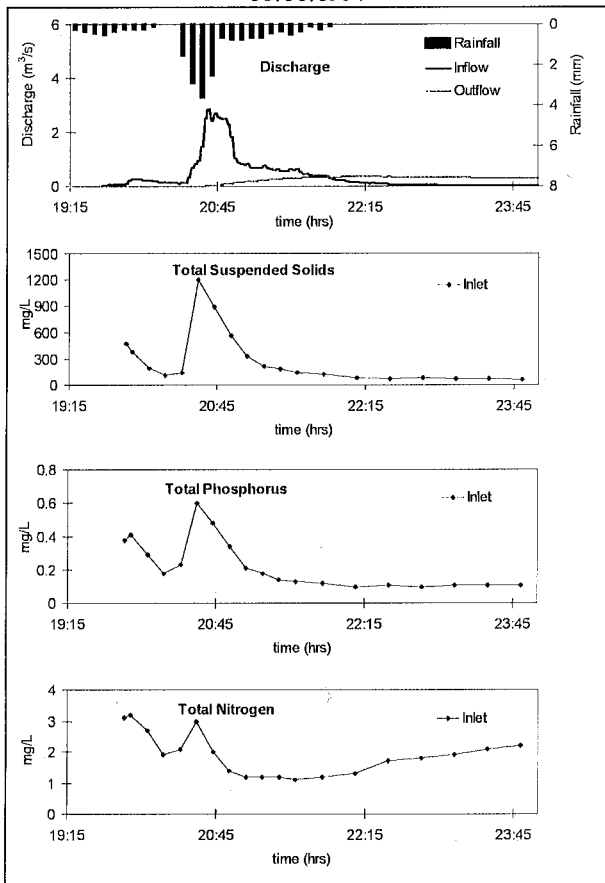 6
4
2
0
Discharge (m³/s)
Discharge
Rainfall
Inflow
Outflow
0
2
4
6
8
Rainfall (mm)
19:15 20:45 22:15 23:45
time (hrs)
1500
1200
900
600
300
0
mg/L
Total Suspended Solids
Inlet
19:15 20:45 22:15 23:45
time (hrs)
0.8
0.6
0.4
0.2
0
mg/L
Total Phosphorus
Inlet
19:15 20:45 22:15 23:45
time (hrs)
4
3
2
1
0
mg/L
Total Nitrogen
Inlet
19:15 20:45 22:15 23:45
time (hrs)